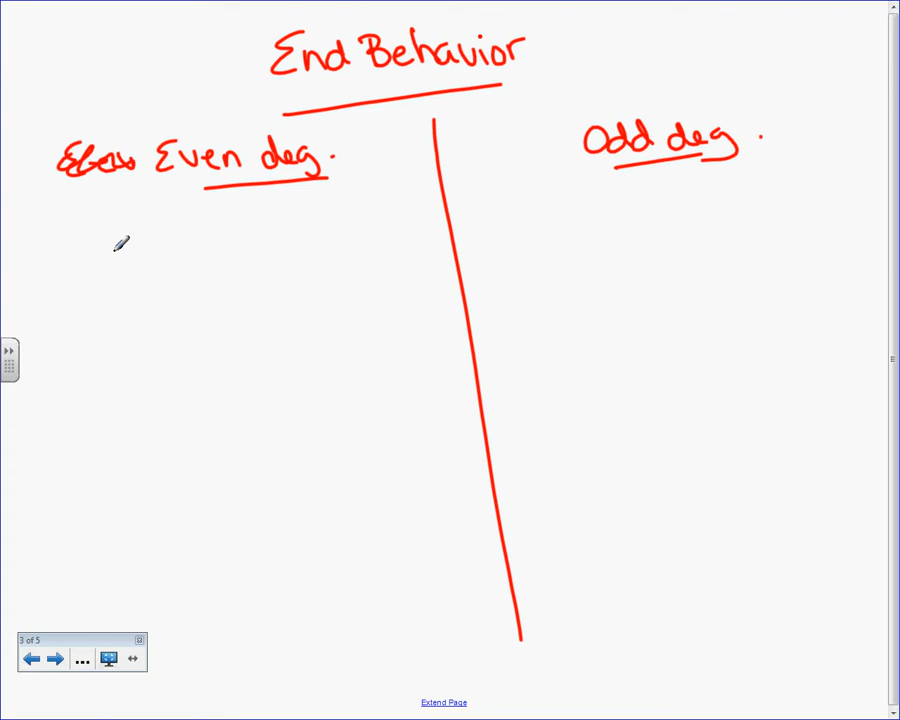 End Behavior
Even deg.
Odd deg.
3 of 5
...
Extend Page